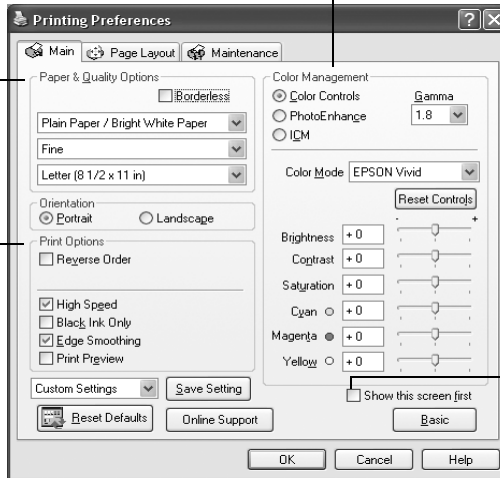 Printing Preferences
Main
Page Layout
Maintenance
Paper & Quality Options
Borderless
Plain Paper / Bright White Paper
Fine
Letter (8 1/2 x 11 in)
Orientation
Portrait
Landscape
Print Options
Reverse Order
High Speed
Black Ink Only
Edge Smoothing
Print Preview
Custom Settings
Save Setting
Reset Defaults
Online Support
Color Management
Color Controls
PhotoEnhance
ICM
Gamma
1.8
Color Mode EPSON Vivid
Reset Controls
- +
Brightness + 0
Contrast + 0
Saturation + 0
Cyan + 0
Magenta + 0
Yellow + 0
Show this screen first
Basic
OK Cancel Help